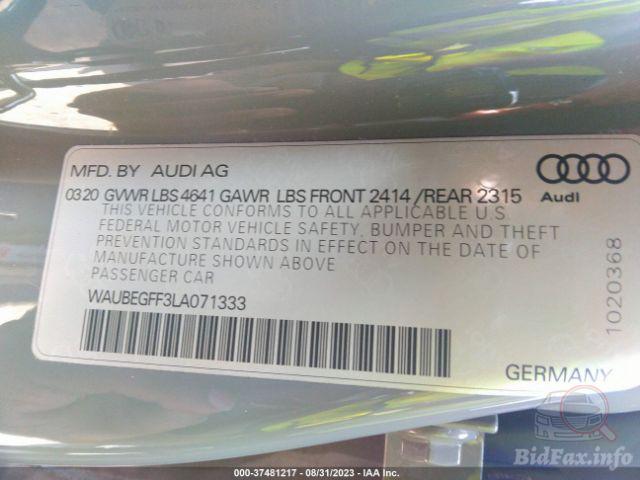 MFD. BY AUDI AG
0320 GVWR LBS 4641 GAWR LBS FRONT 2414 /REAR 2315
Audi
THIS VEHICLE CONFORMS TO ALL APPLICABLE U.S.
FEDERAL MOTOR VEHICLE SAFETY, BUMPER AND THEFT
PREVENTION STANDARDS IN EFFECT ON THE DATE OF
MANUFACTURE SHOWN ABOVE
PASSENGER CAR
WAUBEGFF3LA071333
1020368
GERMANY
BidFax.info
000-37481217 - 08/31/2023 - IAA Inc.